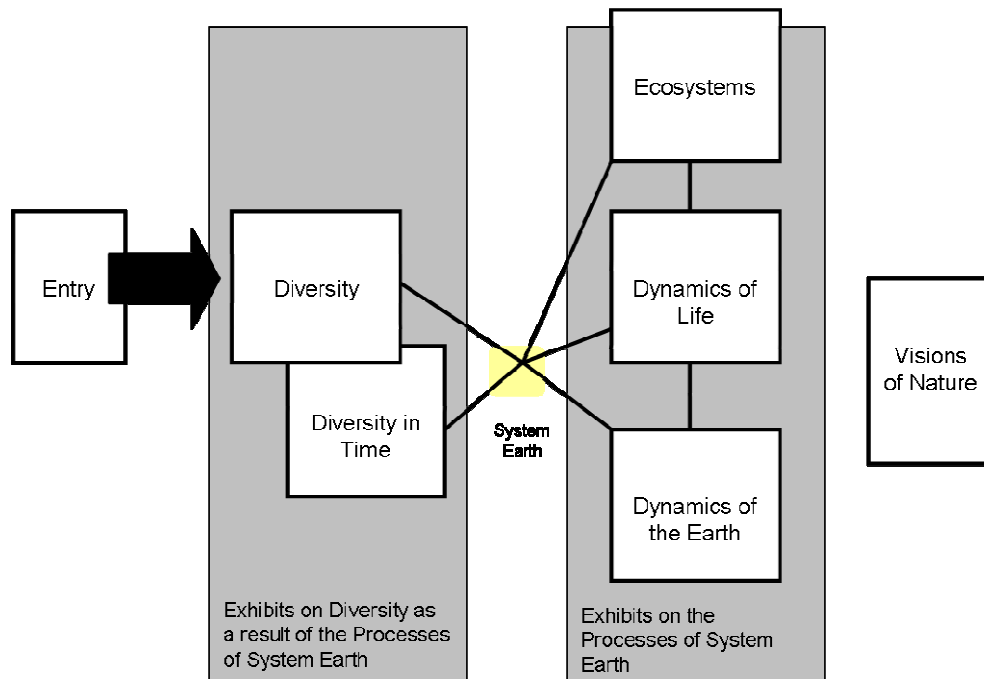 Ecosystems
Entry
Diversity
Dynamics of
Life
Visions
of Nature
Diversity in
Time
System
Earth
Dynamics of
the Earth
Exhibits on Diversity as
a result of the Processes
of System Earth
Exhibits on the
Processes of System
Earth